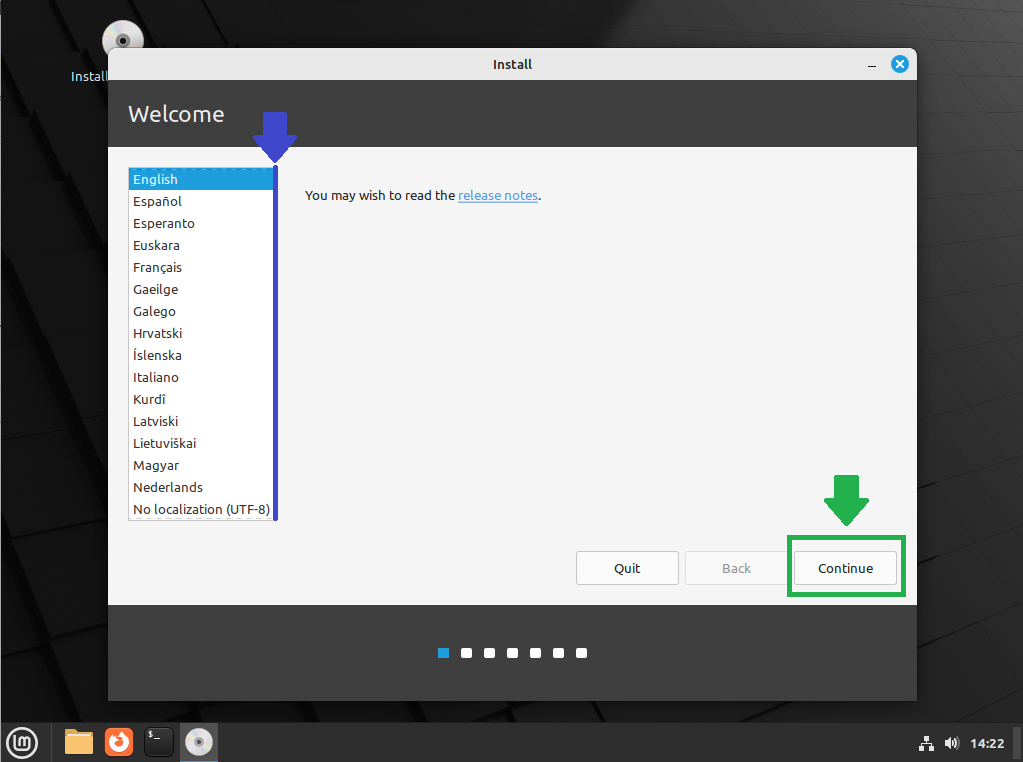 Install
Install
Welcome
English
Español
Esperanto
Euskara
Français
Gaeilge
Galego
Hrvatski
Íslenska
Italiano
Kurdî
Latviski
Lietuviškai
Magyar
Nederlands
No localization (UTF-8)
You may wish to read the release notes.
Quit
Back
Continue
$_
14:22